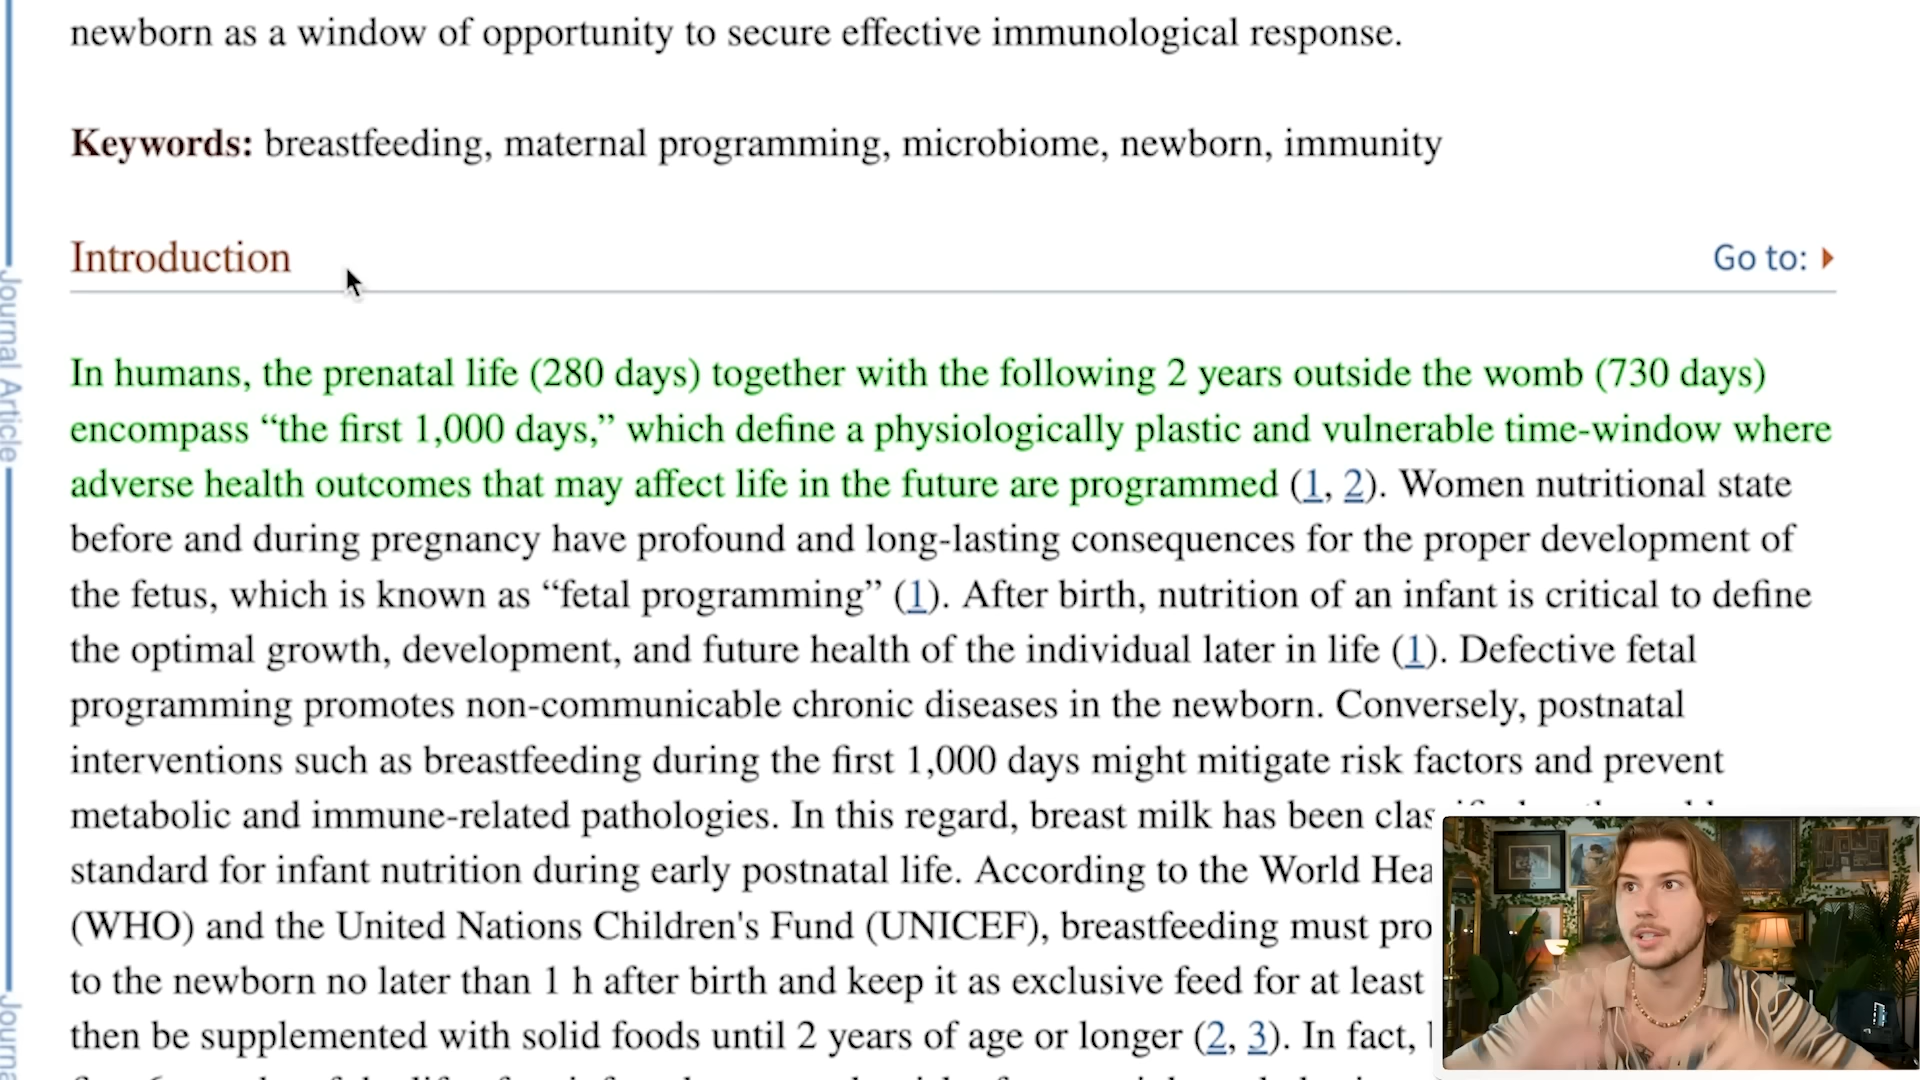 newborn as a window of opportunity to secure effective immunological response.
Keywords: breastfeeding, maternal programming, microbiome, newborn, immunity
Introduction
Go to:
In humans, the prenatal life (280 days) together with the following 2 years outside the womb (730 days)
encompass “the first 1,000 days,” which define a physiologically plastic and vulnerable time-window where
adverse health outcomes that may affect life in the future are programmed (1, 2). Women nutritional state
before and during pregnancy have profound and long-lasting consequences for the proper development of
the fetus, which is known as “fetal programming” (1). After birth, nutrition of an infant is critical to define
the optimal growth, development, and future health of the individual later in life (1). Defective fetal
programming promotes non-communicable chronic diseases in the newborn. Conversely, postnatal
interventions such as breastfeeding during the first 1,000 days might mitigate risk factors and prevent
metabolic and immune-related pathologies. In this regard, breast milk has been
standard for infant nutrition during early postnatal life. According to the World
(WHO) and the United Nations Children's Fund (UNICEF), breastfeeding must
to the newborn no later than 1 h after birth and keep it as exclusive feed for at least
then be supplemented with solid foods until 2 years of age or longer (2, 3). In fact,
Journal Article